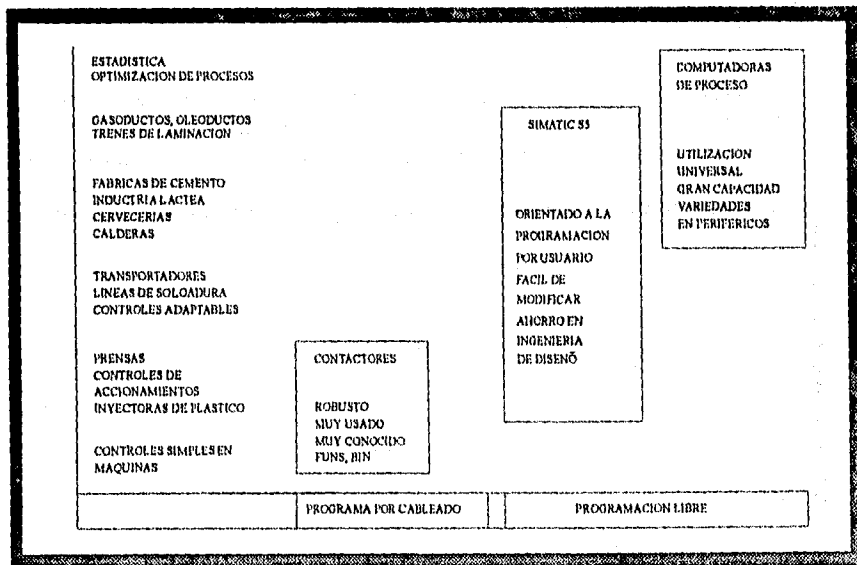 ESTADISTICA
OPTIMIZACION DE PROCESOS
GASODUCTOS, OLEODUCTOS
TRENES DE LAMINACION
FABRICAS DE CEMENTO
INDUCTRIA LACTEA
CERVECERIAS
CALDERAS
TRANSPORTADORES
LINEAS DE SOLOADURA
CONTROLES ADAPTABLES
PRENSAS
CONTROLES DE
ACCIONAMIENTOS
INYECTORAS DE PLASTICO
CONTROLES SIMPLES EN
MAQUINAS
CONTACTORES
ROBUSTO
MUY USADO
MUY CONOCIDO
FUNS, BIN
SIMATIC S5
ORIENTADO A LA
PROGRAMACION
POR USUARIO
FACIL DE
MODIFICAR
AHORRO EN
INGENIERIA
DE DISEÑO
COMPUTADORAS
DE PROCESO
UTILIZACION
UNIVERSAL
GRAN CAPACIDAD
VARIEDADES
EN PERIFERICOS
PROGRAMA POR CABLEADO
PROGRAMACION LIBRE